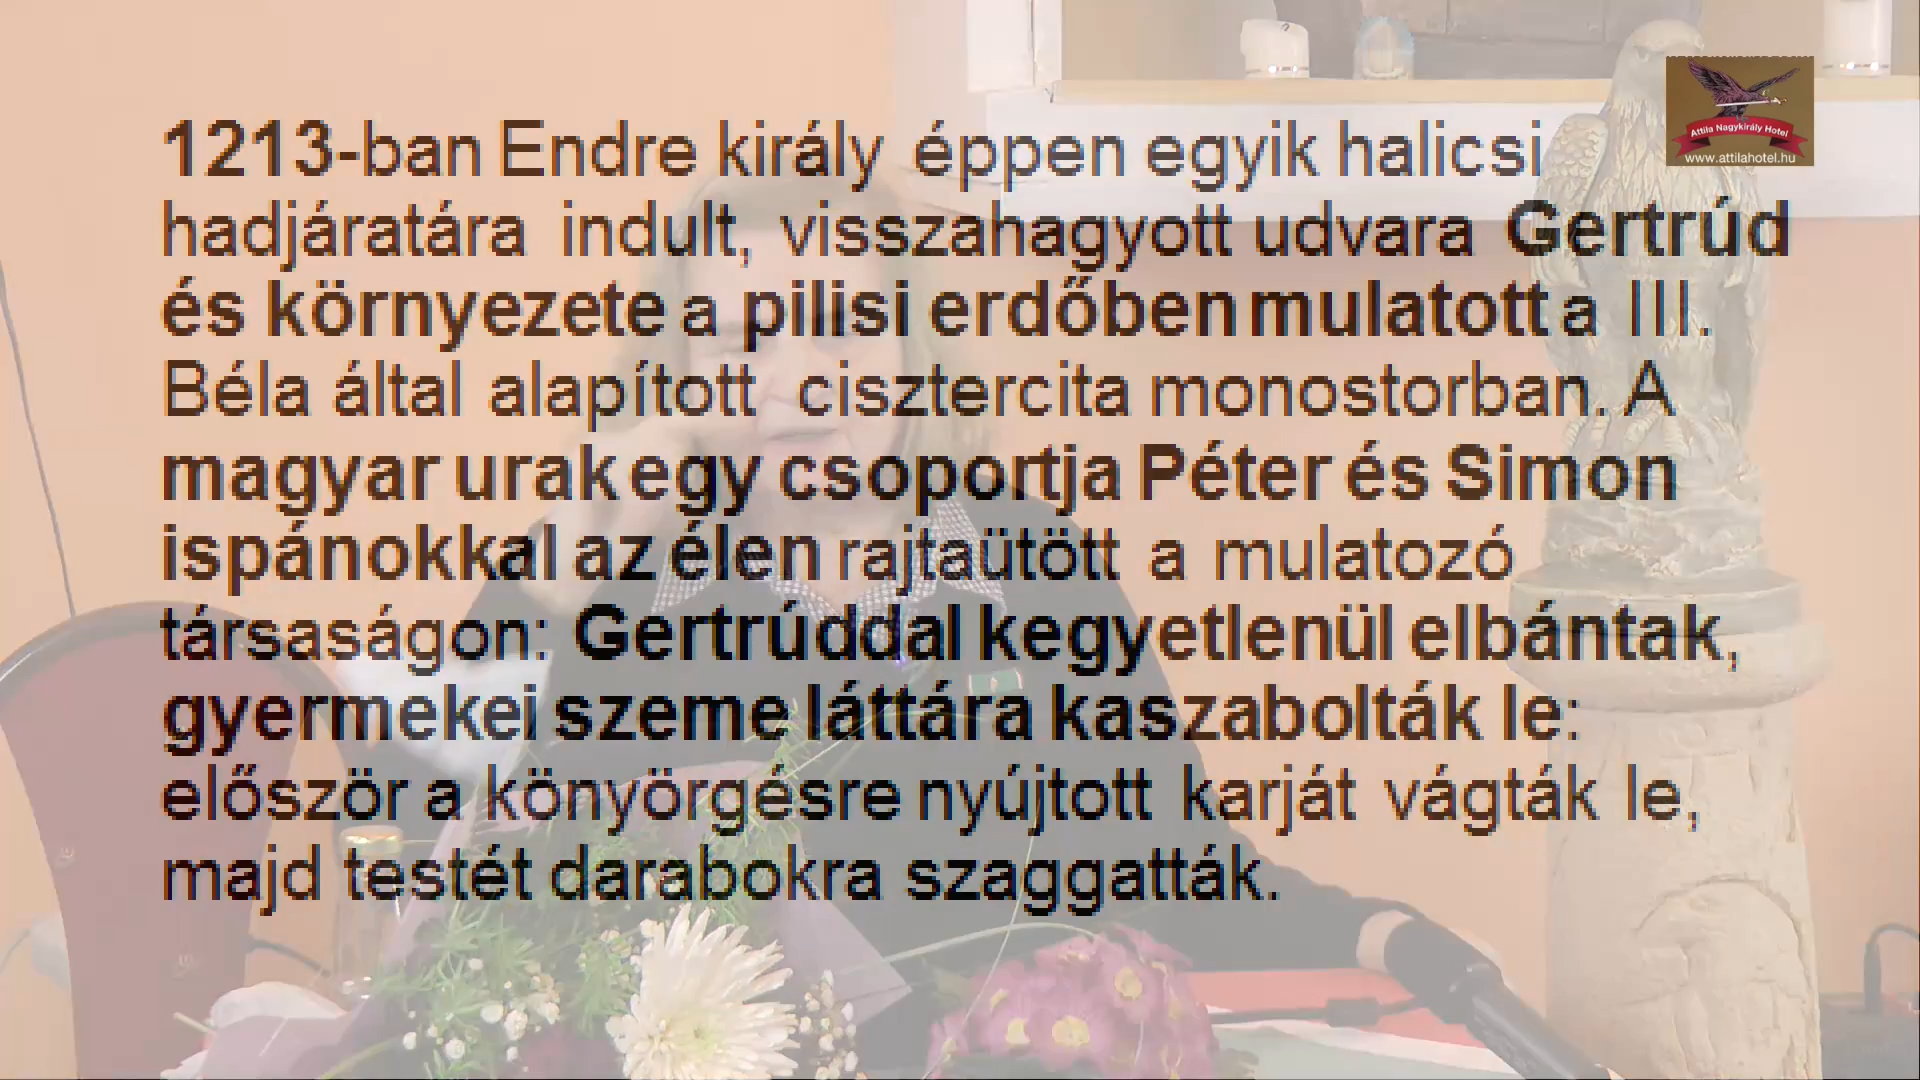 1213-ban Endre király éppen egyik halicsi
hadjáratára indult, visszahagyott udvara Gertrúd
és környezete a pilisi erdőben mulatott a III.
Béla által alapított cisztercita monostorban. A
magyar urak egy csoportja Péter és Simon
ispánokkal az élen rajtaütött a mulatozó
társaságon: Gertrúddal kegyetlenül elbántak,
gyermekei szeme láttára kaszabolták le:
először a könyörgésre nyújtott karját vágták le,
majd testét darabokra szaggatták.
Attila Nagykirály Hotel
www.attilahotel.hu